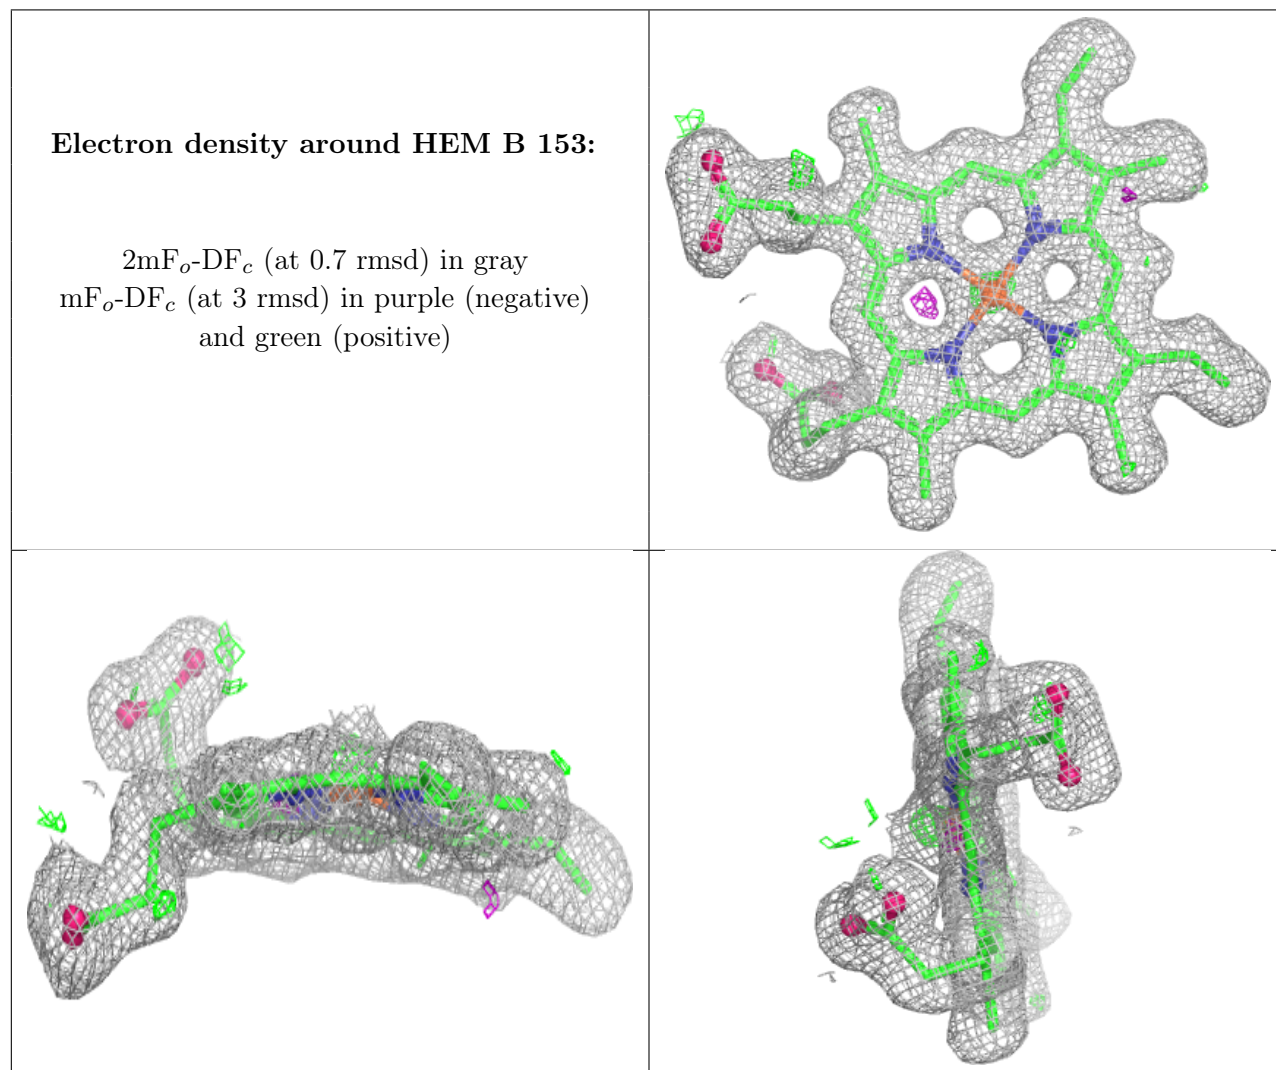 Electron density around HEM B 153:
2mFo-DFc (at 0.7 rmsd) in gray
mFo-DFc (at 3 rmsd) in purple (negative)
and green (positive)